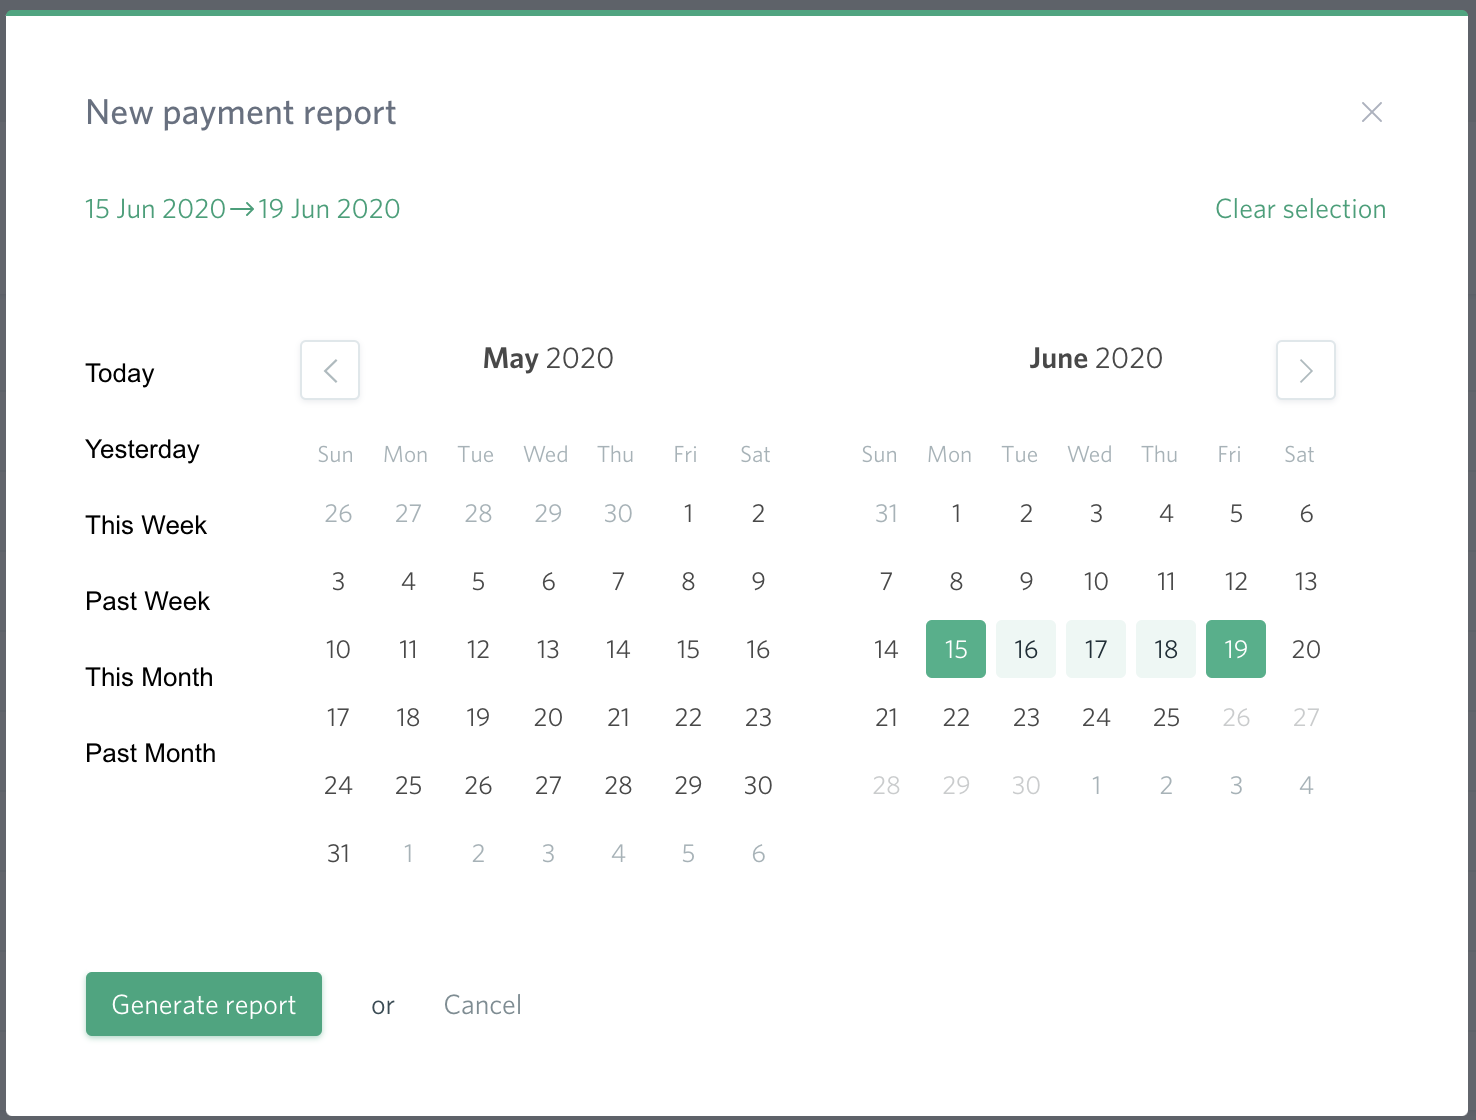 New payment report
15 Jun 2020→19 Jun 2020
Clear selection
Today
Yesterday
This Week
Past Week
This Month
Past Month
May 2020
Sun Mon Tue Wed Thu Fri Sat
26 27 28 29 30 1 2
3 4 5 6 7 8 9
10 11 12 13 14 15 16
17 18 19 20 21 22 23
24 25 26 27 28 29 30
31 1 2 3 4 5 6
June 2020
Sun Mon Tue Wed Thu Fri Sat
31 1 2 3 4 5 6
7 8 9 10 11 12 13
14 15 16 17 18 19 20
21 22 23 24 25 26 27
28 29 30 1 2 3 4
Generate report or Cancel